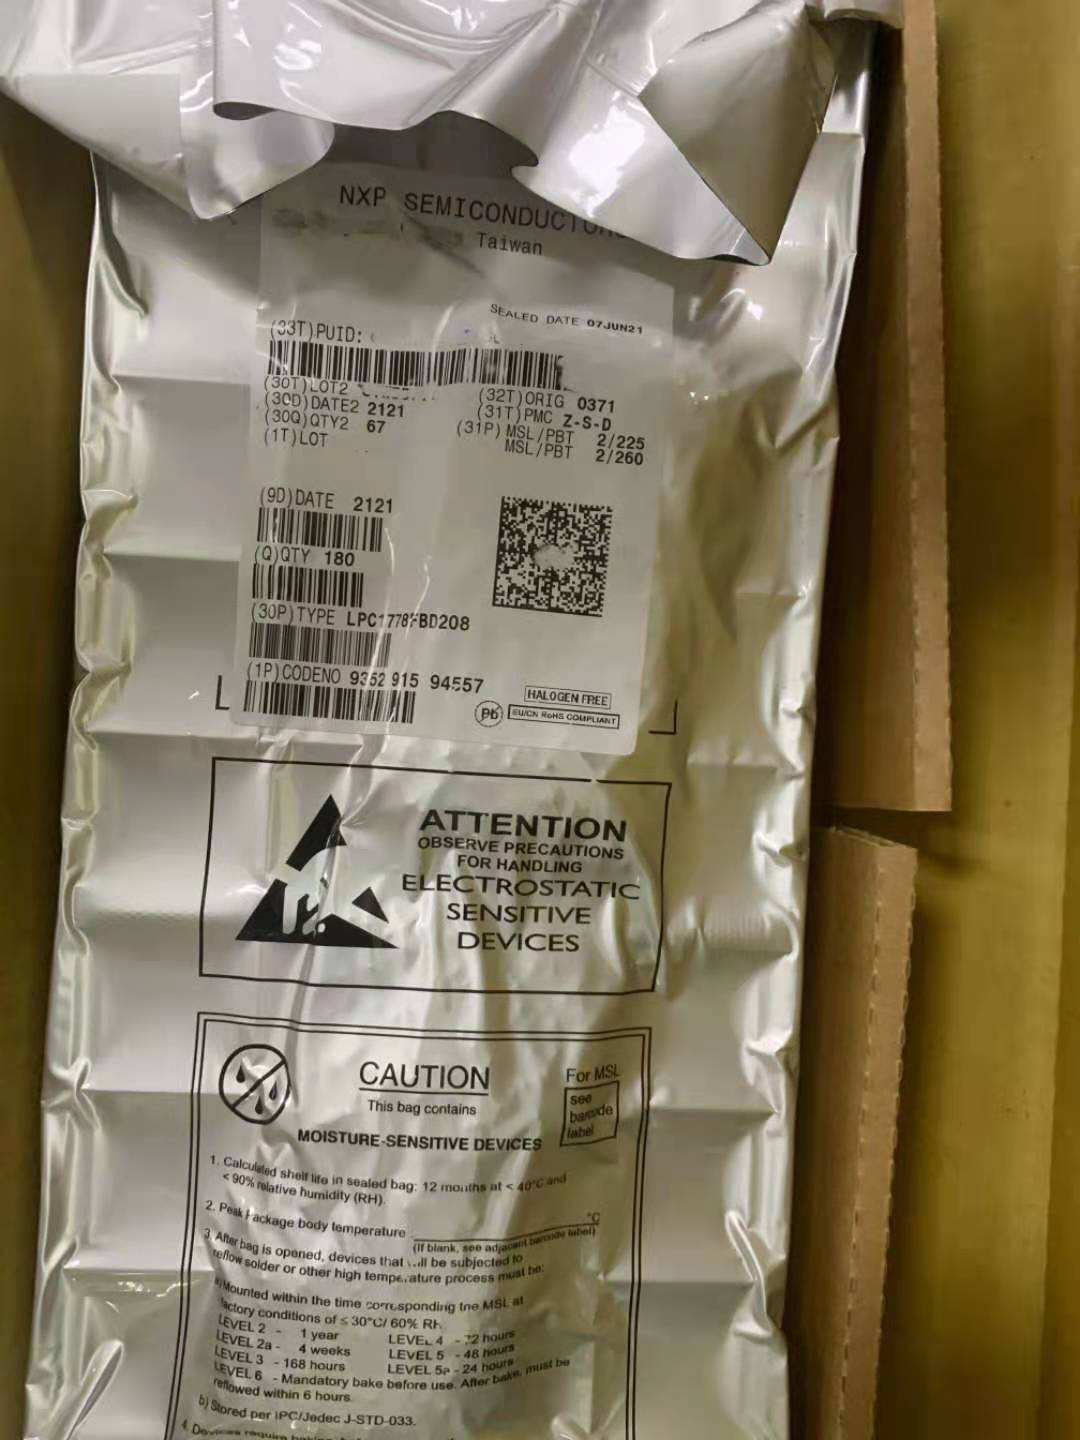 NXP SEMICONDUCTORS
Taiwan
SEALED DATE 07JUN21
(33T)PUID:
(30T)LOT2
(30D)DATE2 2121
(30Q)QTY2 67
(1T)LOT
(32T)ORIG 0371
(31T)PMC Z-S-D
(31P) MSL/PBT 2/225
MSL/PBT 2/260
(9D)DATE 2121
(Q)QTY 180
(30P)TYPE LPC1778FBD208
(1P)CODENO 9352 915 94557
HALOGEN FREE
Pb
EU/CN RoHS COMPLIANT
ATTENTION
OBSERVE PRECAUTIONS
FOR HANDLING
ELECTROSTATIC
SENSITIVE
DEVICES
CAUTION
This bag contains
MOISTURE-SENSITIVE DEVICES
For MSL
see
barcode
label
1. Calculated shelf life in sealed bag: 12 months at < 40°C and
< 90% relative humidity (RH).
2. Peak Package body temperature °C
(If blank, see adjacent barcode label)
3. After bag is opened, devices that will be subjected to
reflow solder or other high temperature process must be:
a) Mounted within the time corresponding the MSL at
factory conditions of ≤ 30°C/ 60% RH.
LEVEL 2 - 1 year
LEVEL 2a - 4 weeks
LEVEL 3 - 168 hours
LEVEL 4 - 72 hours
LEVEL 5 - 48 hours
LEVEL 5a - 24 hours
LEVEL 6 - Mandatory bake before use. After bake, must be
reflowed within 6 hours.
b) Stored per IPC/Jedec J-STD-033.
4. Devices require